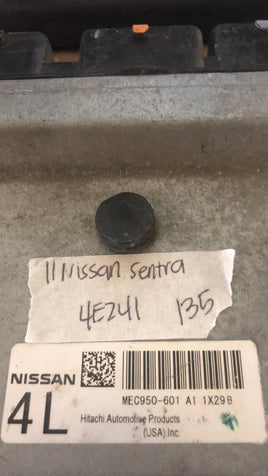 11 Nissan Sentra
4E241 135
NISSAN
4L
MEC950-601 A1 1X29B
Hitachi Automotive Products
(USA) Inc.